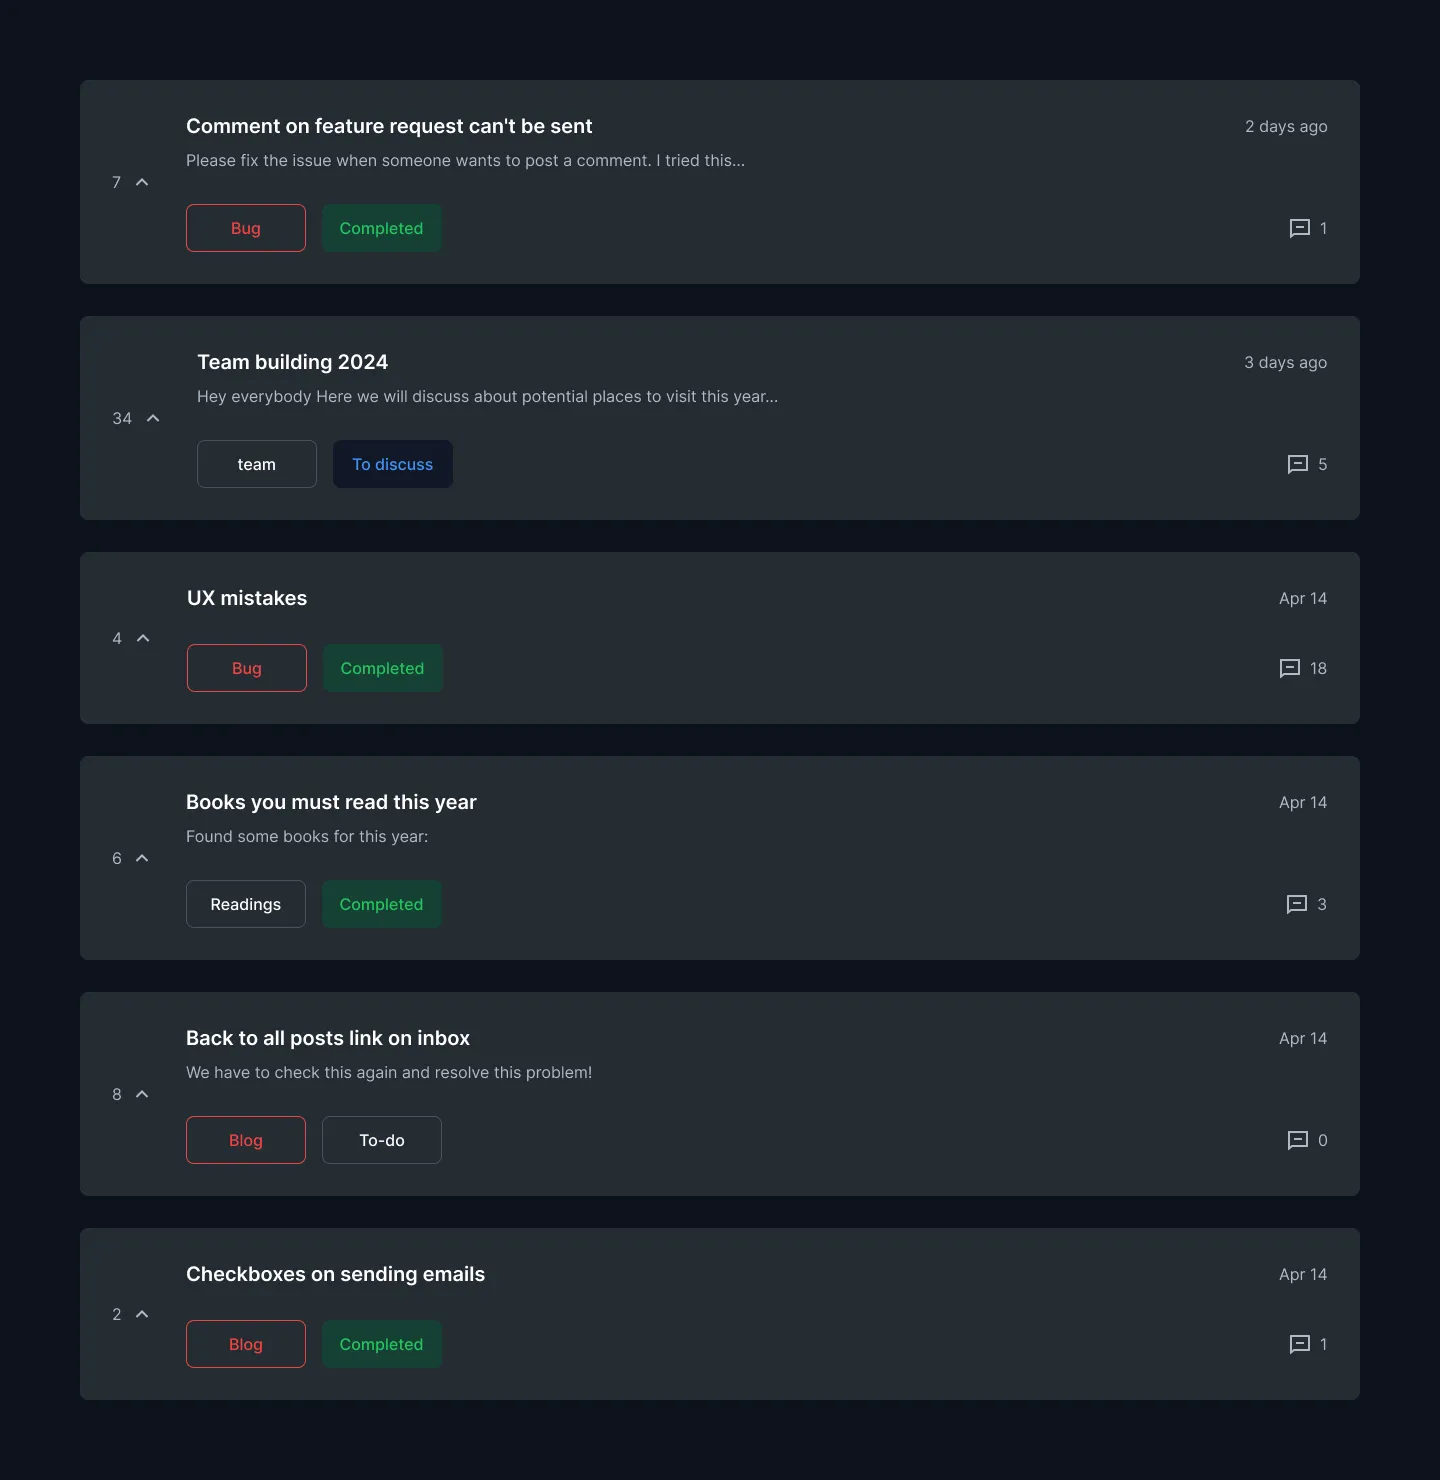 Comment on feature request can't be sent
2 days ago
Please fix the issue when someone wants to post a comment. I tried this...
7
Bug
Completed
1
Team building 2024
3 days ago
Hey everybody Here we will discuss about potential places to visit this year...
34
team
To discuss
5
UX mistakes
Apr 14
4
Bug
Completed
18
Books you must read this year
Apr 14
Found some books for this year:
6
Readings
Completed
3
Back to all posts link on inbox
Apr 14
We have to check this again and resolve this problem!
8
Blog
To-do
0
Checkboxes on sending emails
Apr 14
2
Blog
Completed
1